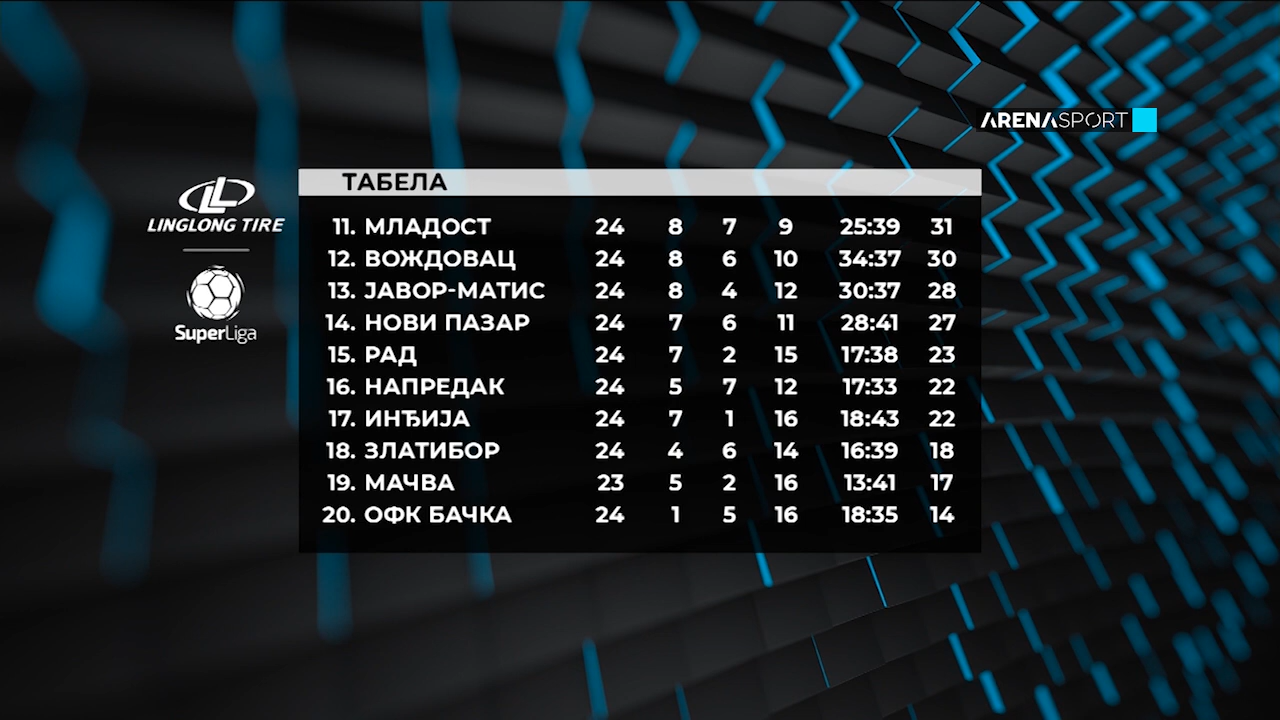 ARENASPORT
LINGLONG TIRE
SuperLiga
ТАБЕЛА
11. МЛАДОСТ 24 8 7 9 25:39 31
12. ВОЖДОВАЦ 24 8 6 10 34:37 30
13. ЈАВОР-МАТИС 24 8 4 12 30:37 28
14. НОВИ ПАЗАР 24 7 6 11 28:41 27
15. РАД 24 7 2 15 17:38 23
16. НАПРЕДАК 24 5 7 12 17:33 22
17. ИНЂИЈА 24 7 1 16 18:43 22
18. ЗЛАТИБОР 24 4 6 14 16:39 18
19. МАЧВА 23 5 2 16 13:41 17
20. ОФК БАЧКА 24 1 5 16 18:35 14